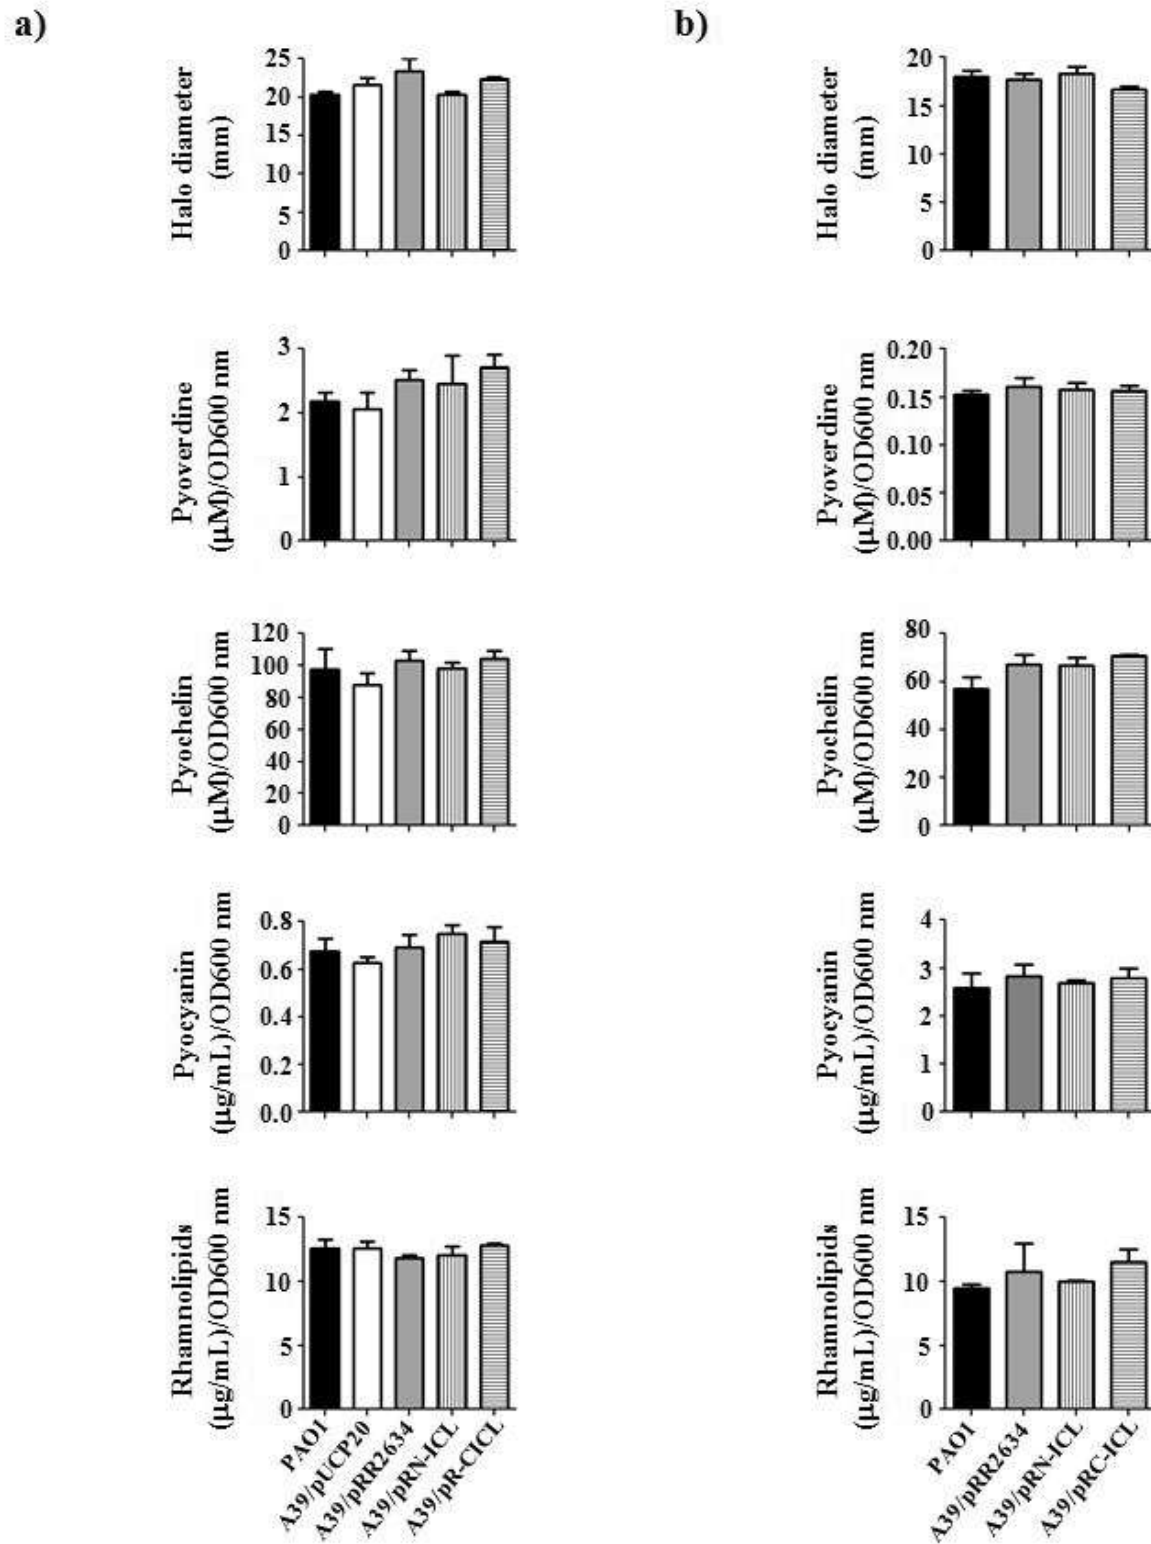 a)
Halo diameter
(mm)
25
20
15
10
5
0
Pyoverdine
(µM)/OD600 nm
3
2
1
0
Pyochelin
(µM)/OD600 nm
120
100
80
60
40
20
0
Pyocyanin
(µg/mL)/OD600 nm
0.8
0.6
0.4
0.2
0.0
Rhamnolipids
(µg/mL)/OD600 nm
15
10
5
0
PAO1
A39/pUCP20
A39/pRR2634
A39/pRN-ICL
A39/pR-CICL
b)
Halo diameter
(mm)
20
15
10
5
0
Pyoverdine
(µM)/OD600 nm
0.20
0.15
0.10
0.05
0.00
Pyochelin
(µM)/OD600 nm
80
60
40
20
0
Pyocyanin
(µg/mL)/OD600 nm
4
3
2
1
0
Rhamnolipids
(µg/mL)/OD600 nm
15
10
5
0
PAO1
A39/pRR2634
A39/pRN-ICL
A39/pRC-ICL